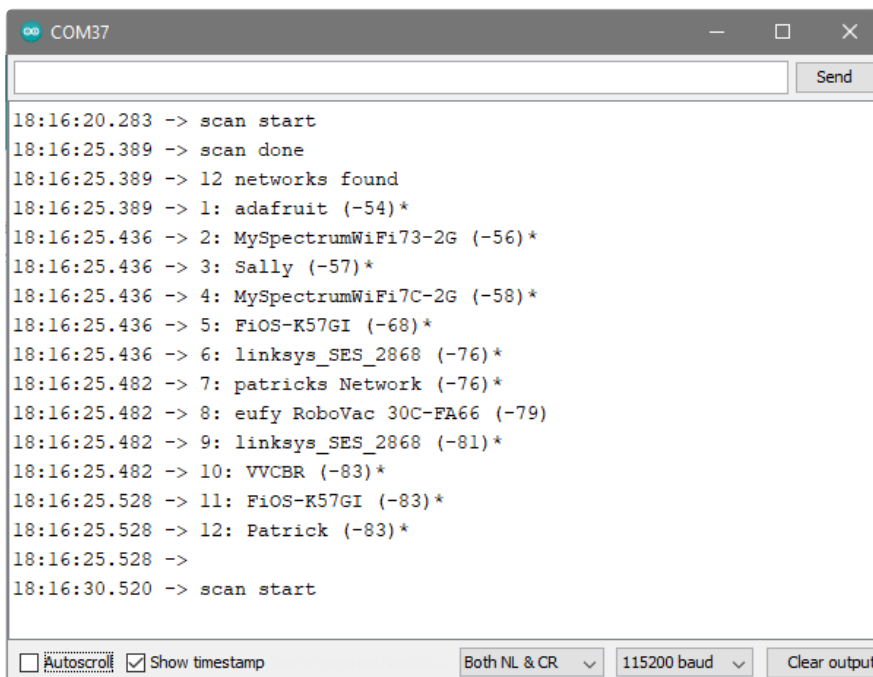 COM37
Send
18:16:20.283 -> scan start
18:16:25.389 -> scan done
18:16:25.389 -> 12 networks found
18:16:25.389 -> 1: adafruit (-54)*
18:16:25.436 -> 2: MySpectrumWiFi73-2G (-56)*
18:16:25.436 -> 3: Sally (-57)*
18:16:25.436 -> 4: MySpectrumWiFi7C-2G (-58)*
18:16:25.436 -> 5: FiOS-K57GI (-68)*
18:16:25.436 -> 6: linksys_SES_2868 (-76)*
18:16:25.482 -> 7: patricks Network (-76)*
18:16:25.482 -> 8: eufy RoboVac 30C-FA66 (-79)
18:16:25.482 -> 9: linksys_SES_2868 (-81)*
18:16:25.482 -> 10: VVCBR (-83)*
18:16:25.528 -> 11: FiOS-K57GI (-83)*
18:16:25.528 -> 12: Patrick (-83)*
18:16:25.528 ->
18:16:30.520 -> scan start
Autoscroll Show timestamp Both NL & CR 115200 baud Clear output